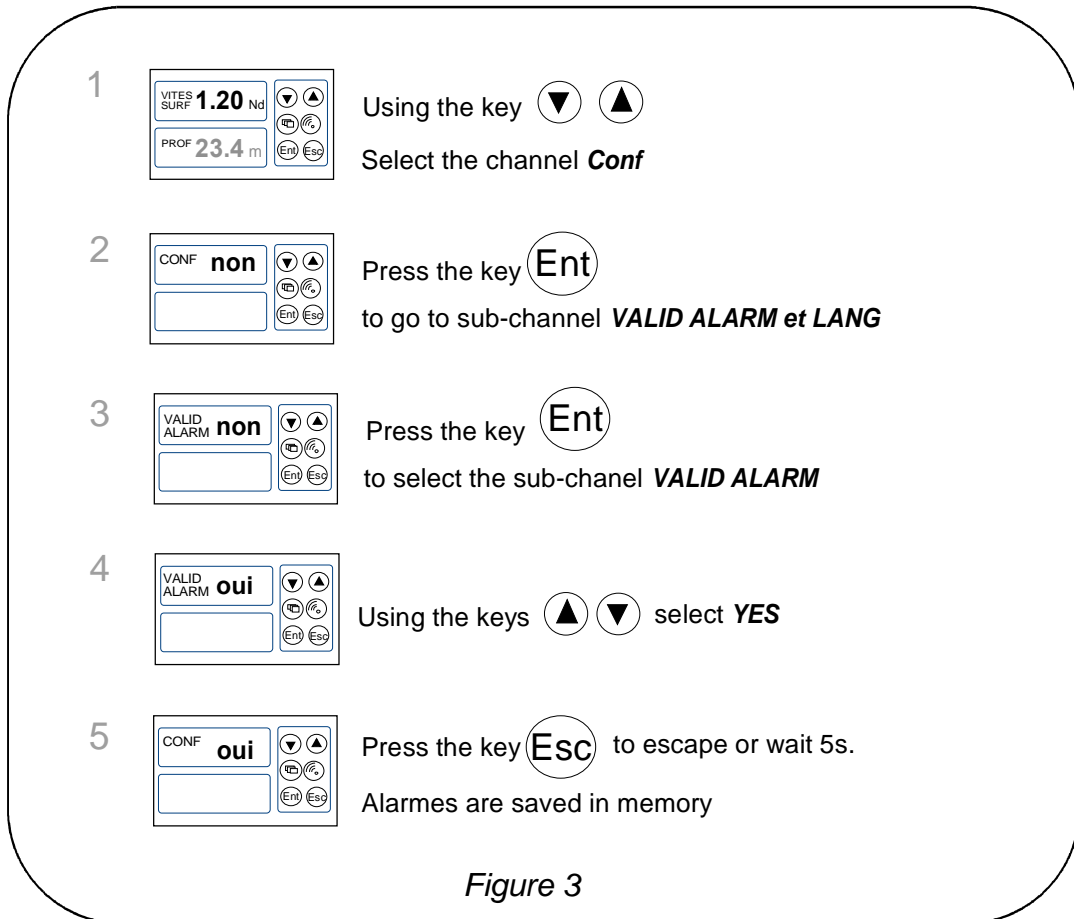 1
VITES
SURF 1.20 Nd
PROF 23.4 m
Ent Esc
Using the key
Select the channel Conf
2
CONF non
Ent Esc
Press the key Ent
to go to sub-channel VALID ALARM et LANG
3
VALID
ALARM non
Ent Esc
Press the key Ent
to select the sub-chanel VALID ALARM
4
VALID
ALARM oui
Ent Esc
Using the keys select YES
5
CONF oui
Ent Esc
Press the key Esc to escape or wait 5s.
Alarmes are saved in memory
Figure 3